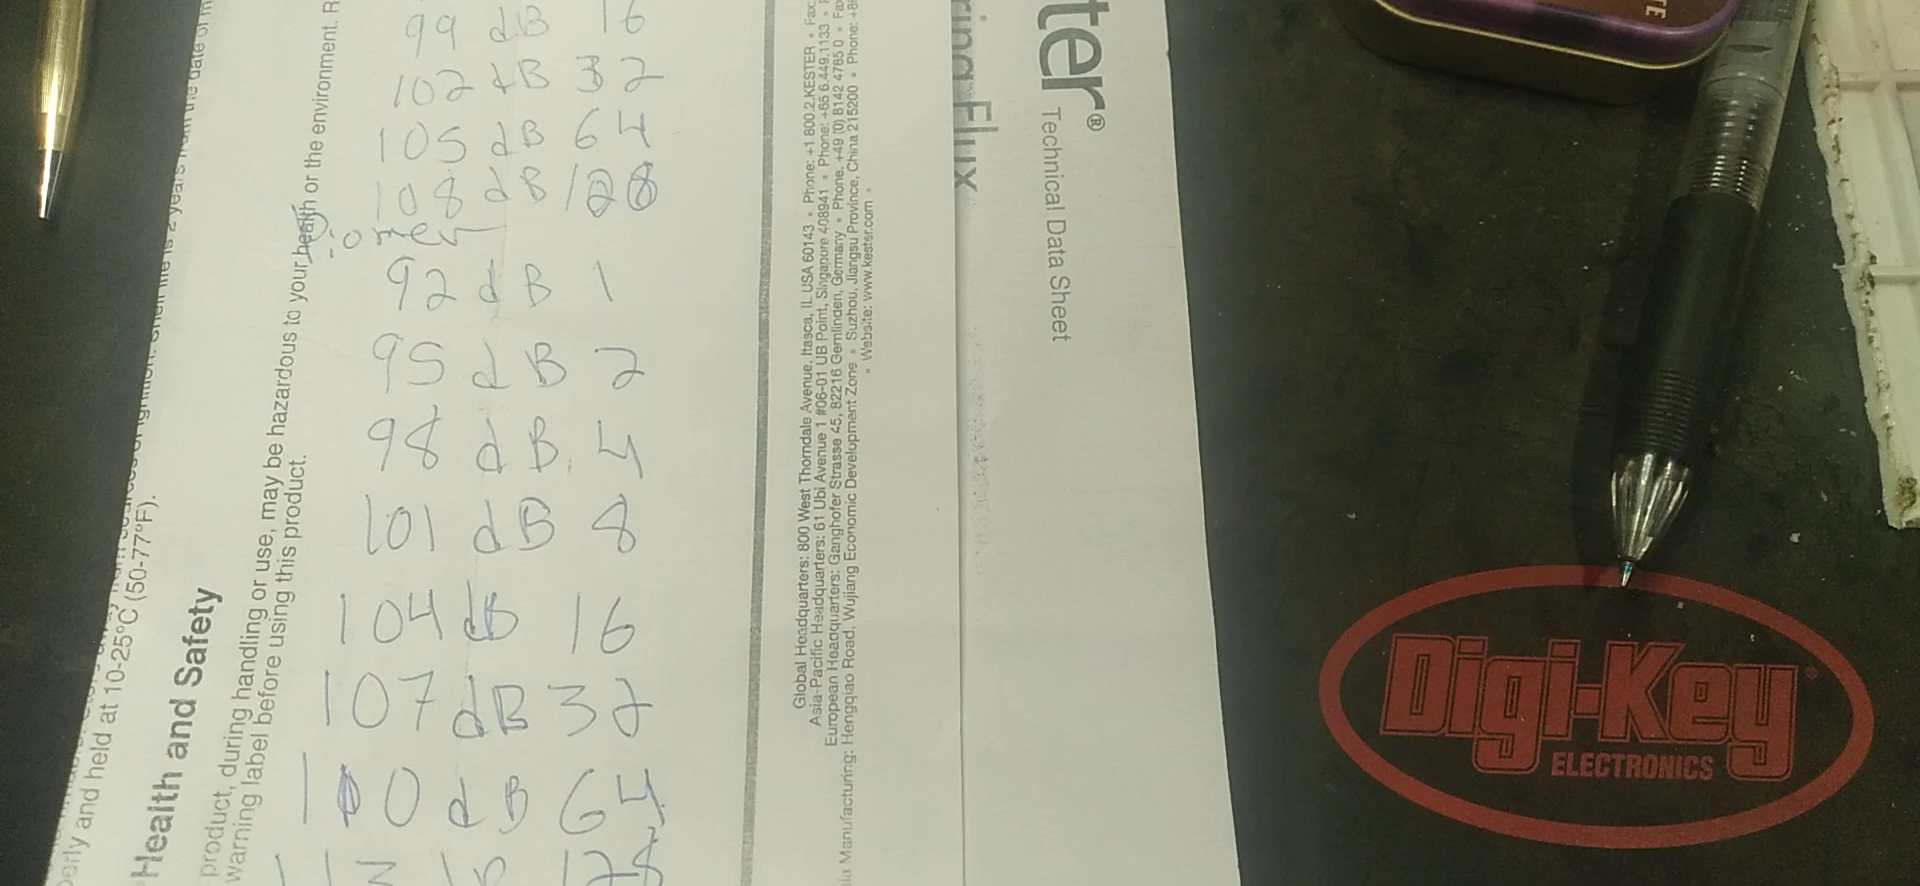 99 dB 16
102 dB 32
105 dB 64
108 dB 128
92 dB 1
95 dB 2
98 dB 4
101 dB 8
104 dB 16
107 dB 32
110 dB 64
dB 128
and held at 10-25°C (50-77°F).
Health and Safety
product, during handling or use, may be hazardous to your health or the environment.
warning label before using this product.
Global Headquarters: 800 West Thorndale Avenue, Itasca, IL USA 60143 • Phone: +1 800.2.KESTER • Fax:
Asia-Pacific Headquarters: 61 Ubi Avenue 1 #06-01 UB Point, Singapore 408941 • Phone: +65 6.449.1133 •
European Headquarters: Ganghofer Strasse 45, 82216 Gernlinden, Germany • Phone: +49 (0) 8142 4785 0 • Fax
Manufacturing: Hengqiao Road, Wujiang Economic Development Zone • Suzhou, Jiangsu Province, China 215200 • Phone:
• Website: www.kester.com •
Flux
ter®
Technical Data Sheet
Digi-Key
ELECTRONICS